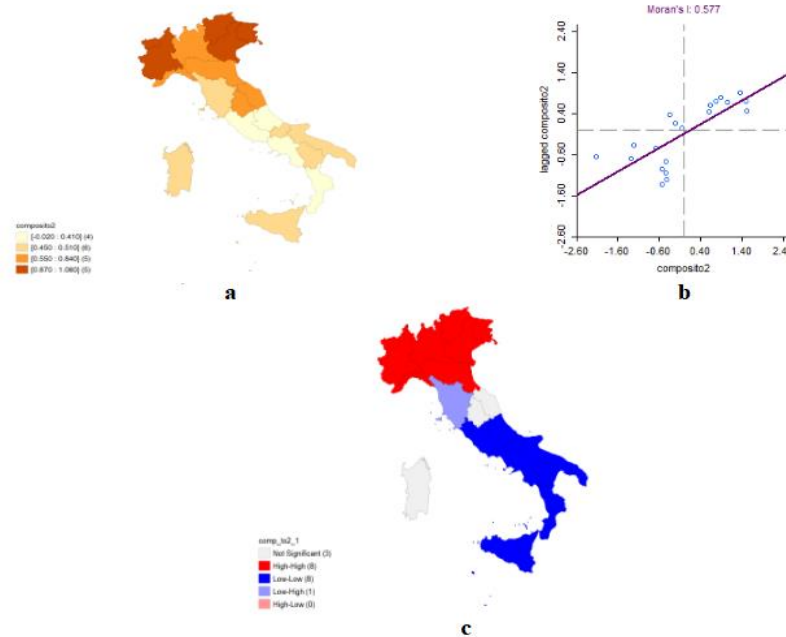 composito2
[-0.020 : 0.410] (4)
[0.450 : 0.510] (6)
[0.550 : 0.840] (5)
[0.870 : 1.060] (5)
a
Moran's I: 0.577
lagged composito2
2.40
1.40
0.40
-0.60
-1.60
-2.60
-2.60 -1.60 -0.60 0.40 1.40 2.4
composito2
b
Not Significant (3)
High-High (8)
Low-Low (8)
Low-High (1)
High-Low (0)
c